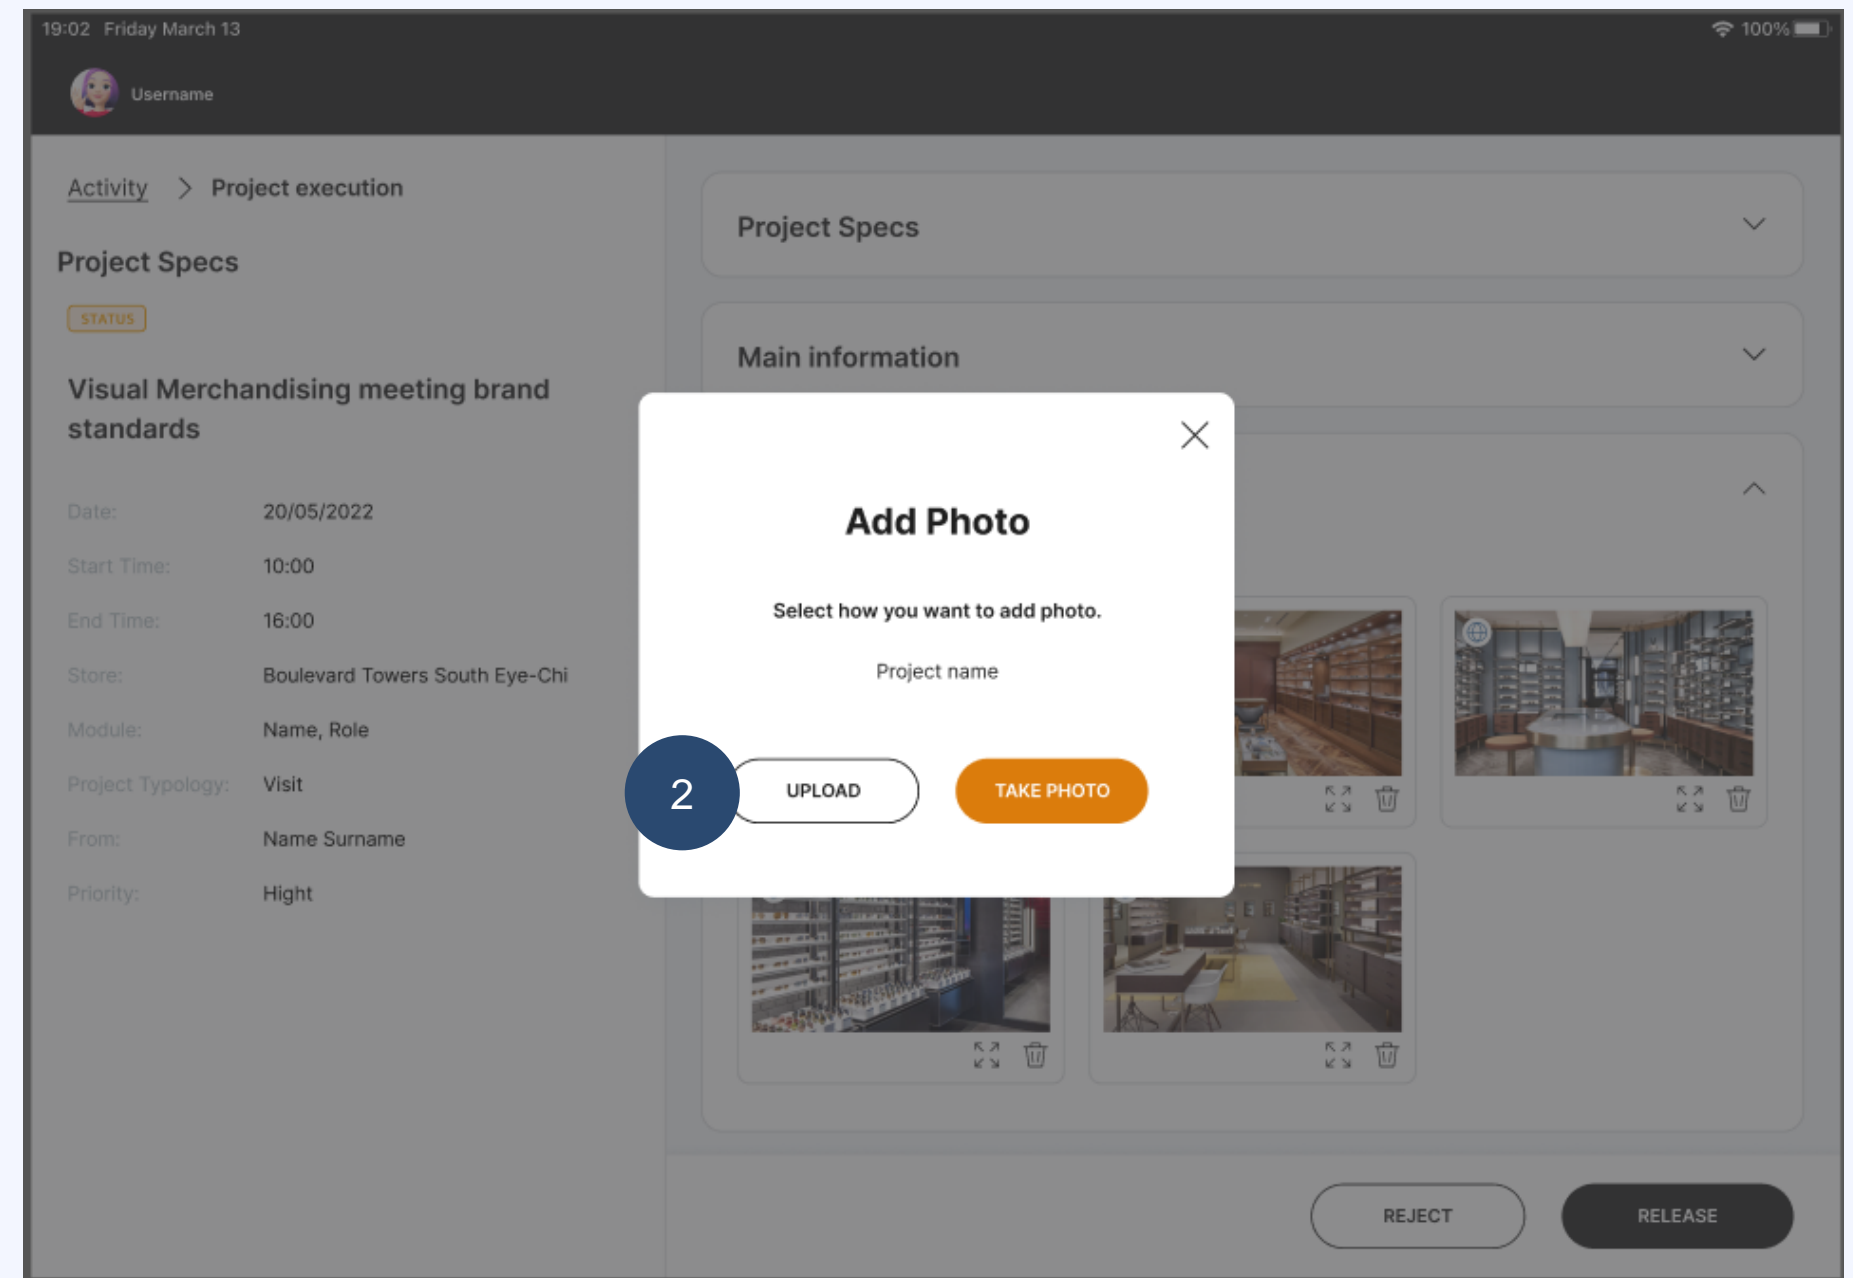 19:02 Friday March 13
100%
Username
Activity > Project execution
Project Specs
STATUS
Visual Merchandising meeting brand
standards
Date: 20/05/2022
Start Time: 10:00
End Time: 16:00
Store: Boulevard Towers South Eye-Chi
Module: Name, Role
Project Typology: Visit
From: Name Surname
Priority: Hight
Project Specs
Main information
Add Photo
Select how you want to add photo.
Project name
2
UPLOAD
TAKE PHOTO
REJECT
RELEASE